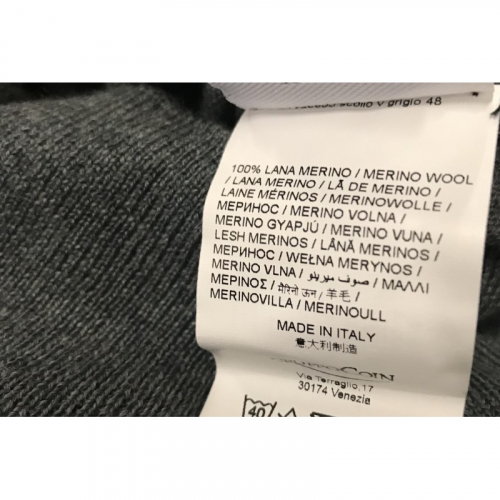 scollo v grigio 48
100% LANA MERINO / MERINO WOOL
/ LANA MERINO / LÃ DE MERINO /
LAINE MÉRINOS / MERINOWOLLE /
МЕРИНОС / MERINO VOLNA /
MERINO GYAPJÚ / MERINO VUNA /
LESH MERINOS / LÂNĂ MERINOS /
МЕРИНОС / WEŁNA MERYNOS /
MERINO VLNA / صوف مرينو / ΜΑΛΛΙ
ΜΕΡΙΝΟΣ / मेरिनो ऊन / 羊毛 /
MERINOVILLA / MERINOULL
MADE IN ITALY
意大利制造
COIN
Via Terraglio,17
30174 Venezia
40